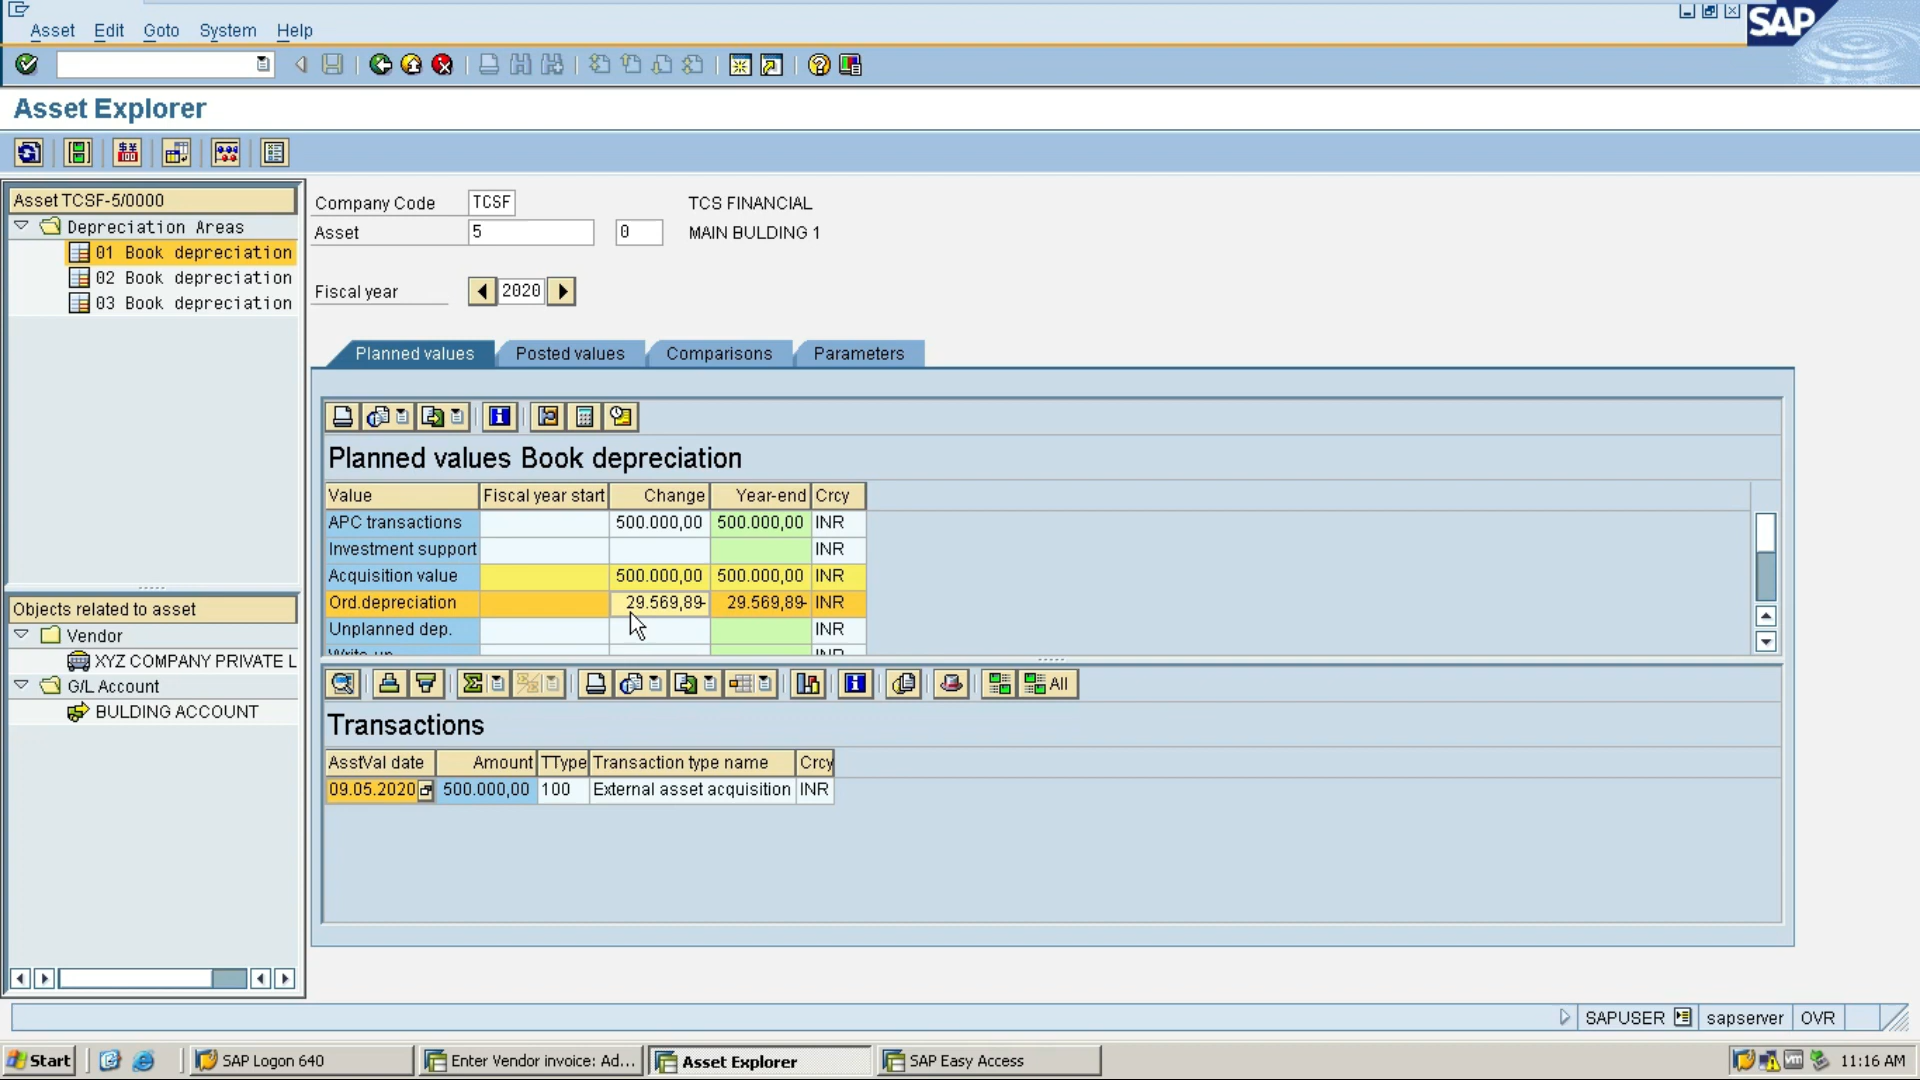 Asset Edit Goto System Help
SAP
Asset Explorer
Asset TCSF-5/0000
Depreciation Areas
01 Book depreciation
02 Book depreciation
03 Book depreciation
Company Code TCSF TCS FINANCIAL
Asset 5 0 MAIN BULDING 1
Fiscal year 2020
Planned values Posted values Comparisons Parameters
Planned values Book depreciation
Value Fiscal year start Change Year-end Crcy
APC transactions 500.000,00 500.000,00 INR
Investment support INR
Acquisition value 500.000,00 500.000,00 INR
Ord.depreciation 29.569,89- 29.569,89- INR
Unplanned dep. INR
Write-up INR
Objects related to asset
Vendor
XYZ COMPANY PRIVATE L
G/L Account
BULDING ACCOUNT
All
Transactions
AsstVal date Amount TType Transaction type name Crcy
09.05.2020 500.000,00 100 External asset acquisition INR
SAPUSER sapserver OVR
Start SAP Logon 640 Enter Vendor invoice: Ad... Asset Explorer SAP Easy Access 11:16 AM